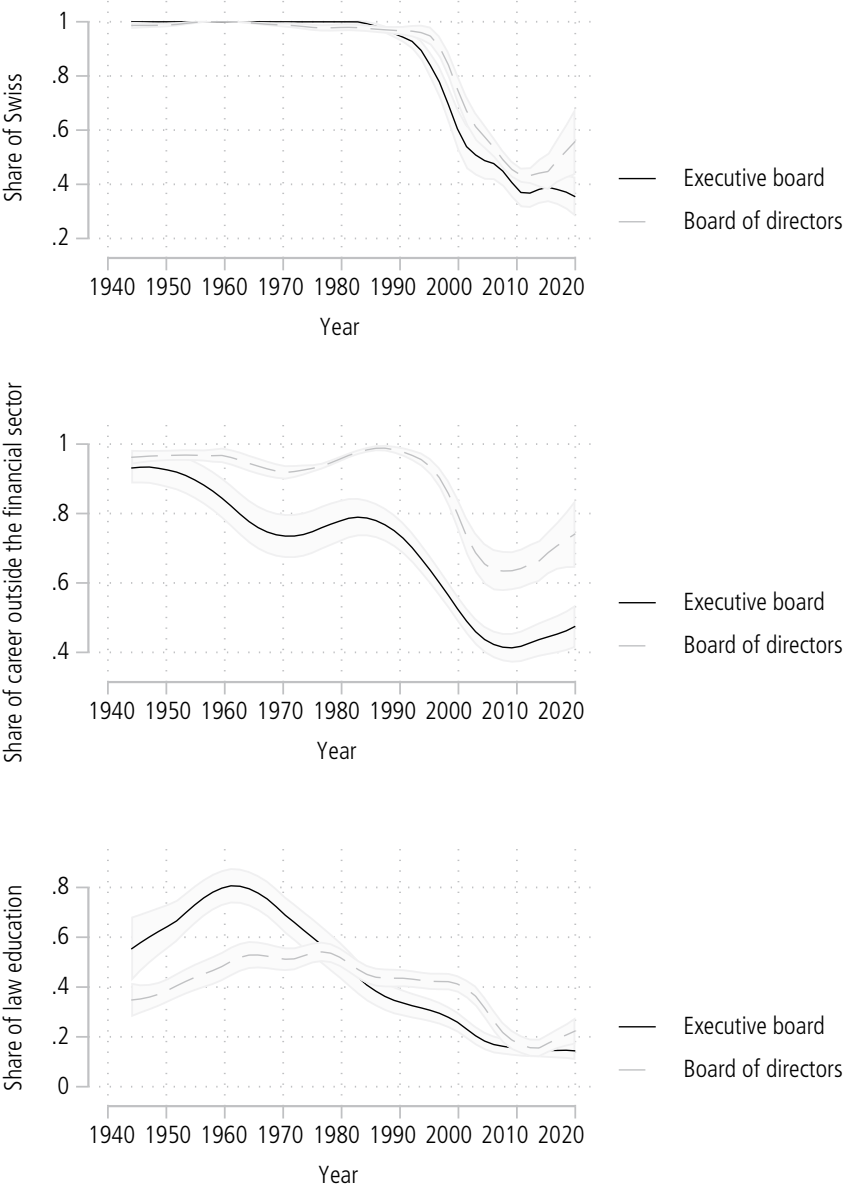 Share of Swiss
1
.8
.6
.4
.2
1940 1950 1960 1970 1980 1990 2000 2010 2020
Year
Executive board
Board of directors
Share of career outside the financial sector
1
.8
.6
.4
1940 1950 1960 1970 1980 1990 2000 2010 2020
Year
Executive board
Board of directors
Share of law education
.8
.6
.4
.2
0
1940 1950 1960 1970 1980 1990 2000 2010 2020
Year
Executive board
Board of directors